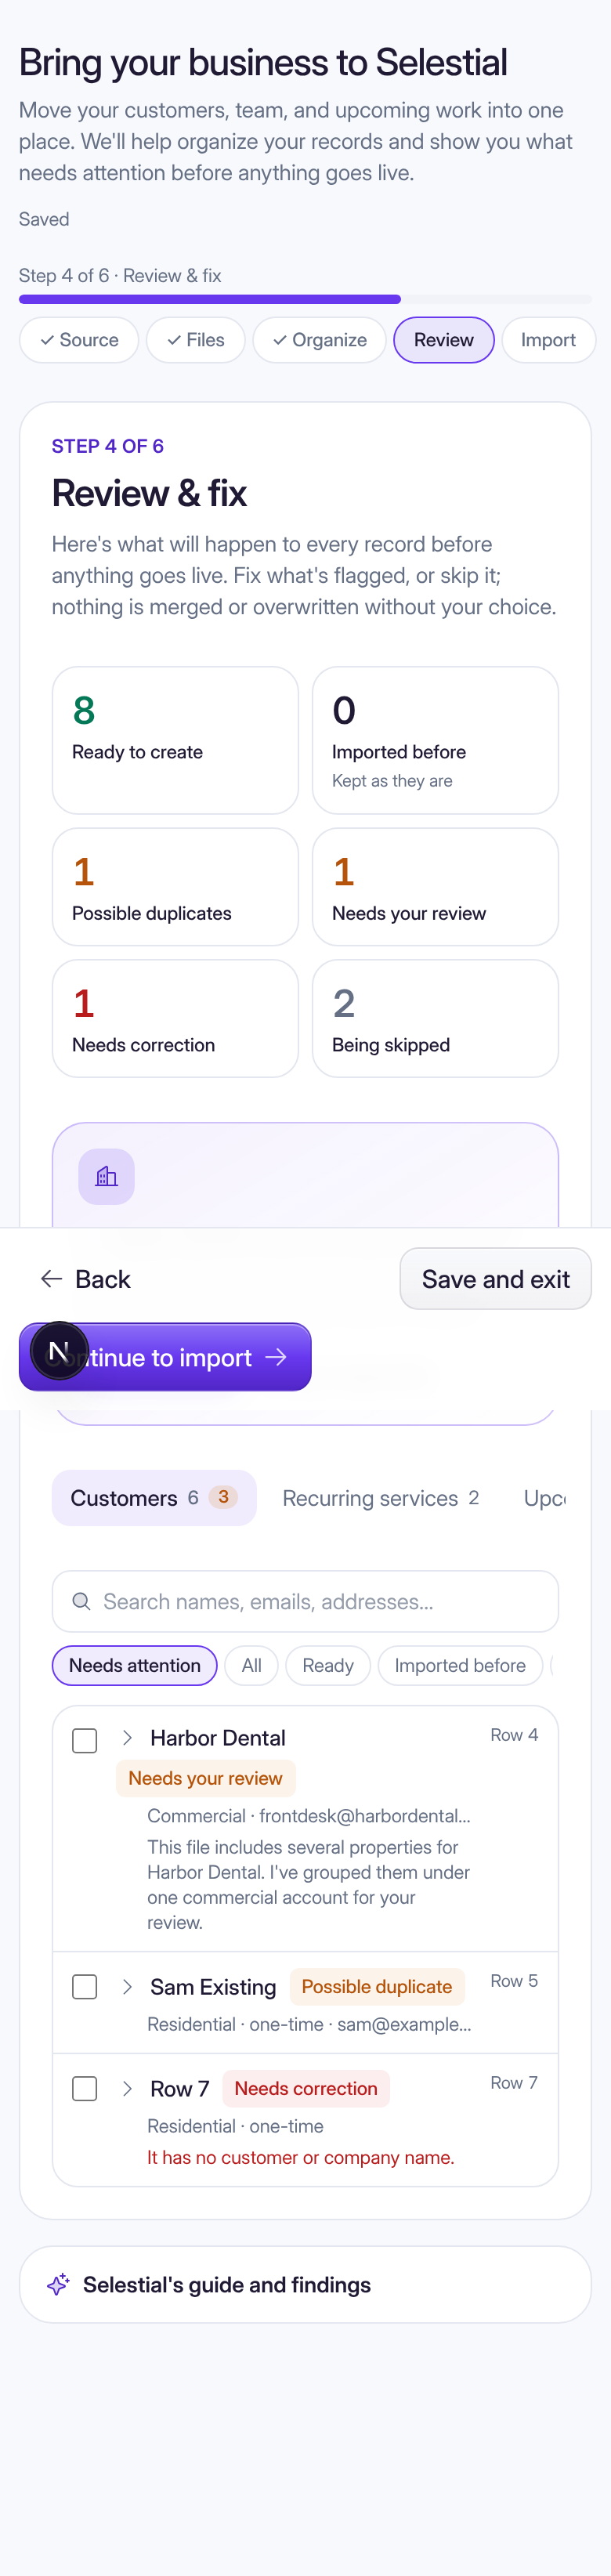 Bring your business to Selestial
Move your customers, team, and upcoming work into one
place. We'll help organize your records and show you what
needs attention before anything goes live.
Saved
Step 4 of 6 · Review & fix
✓ Source
✓ Files
✓ Organize
Review
Import
STEP 4 OF 6
Review & fix
Here's what will happen to every record before
anything goes live. Fix what's flagged, or skip it;
nothing is merged or overwritten without your choice.
8
Ready to create
0
Imported before
Kept as they are
1
Possible duplicates
1
Needs your review
1
Needs correction
2
Being skipped
← Back
Save and exit
N
Continue to import →
Customers 6 3
Recurring services 2
Upc
Search names, emails, addresses...
Needs attention
All
Ready
Imported before
Harbor Dental
Row 4
Needs your review
Commercial · frontdesk@harbordental...
This file includes several properties for
Harbor Dental. I've grouped them under
one commercial account for your
review.
Sam Existing
Possible duplicate
Row 5
Residential · one-time · sam@example...
Row 7
Needs correction
Row 7
Residential · one-time
It has no customer or company name.
Selestial's guide and findings